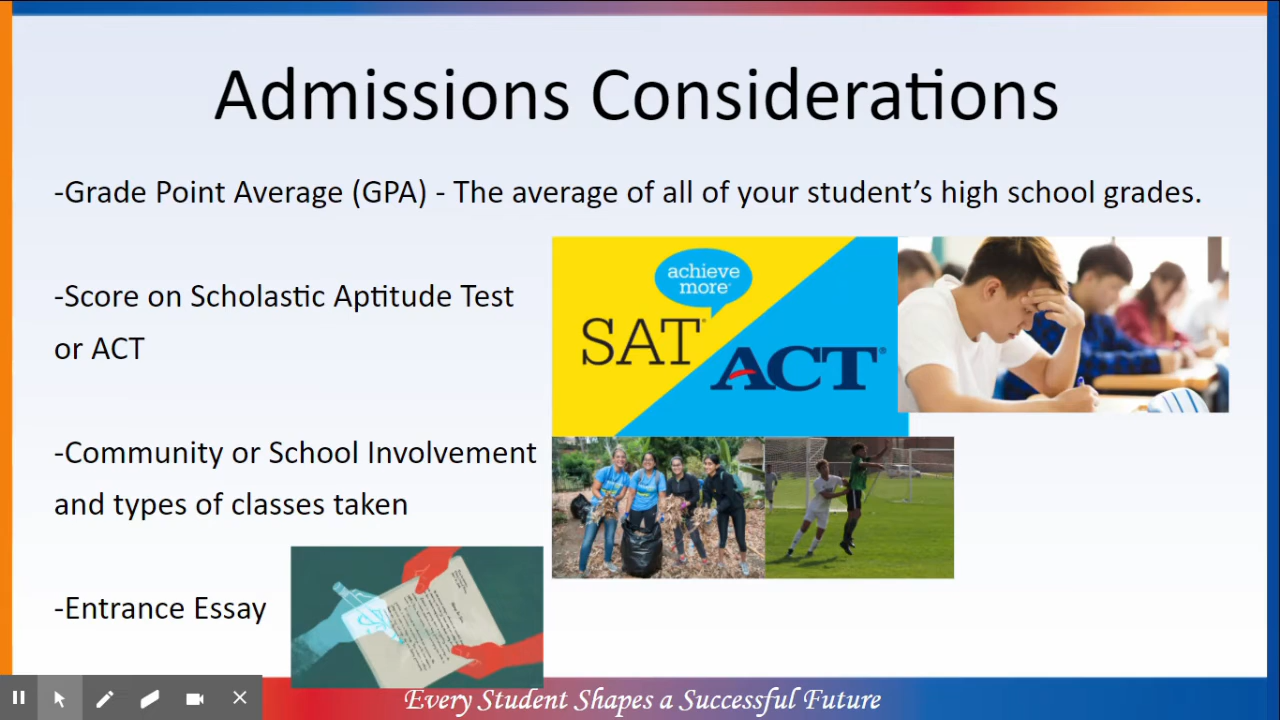 Admissions Considerations
-Grade Point Average (GPA) - The average of all of your student’s high school grades.
-Score on Scholastic Aptitude Test
or ACT
achieve
more®
SAT®
ACT®
-Community or School Involvement
and types of classes taken
-Entrance Essay
Every Student Shapes a Successful Future